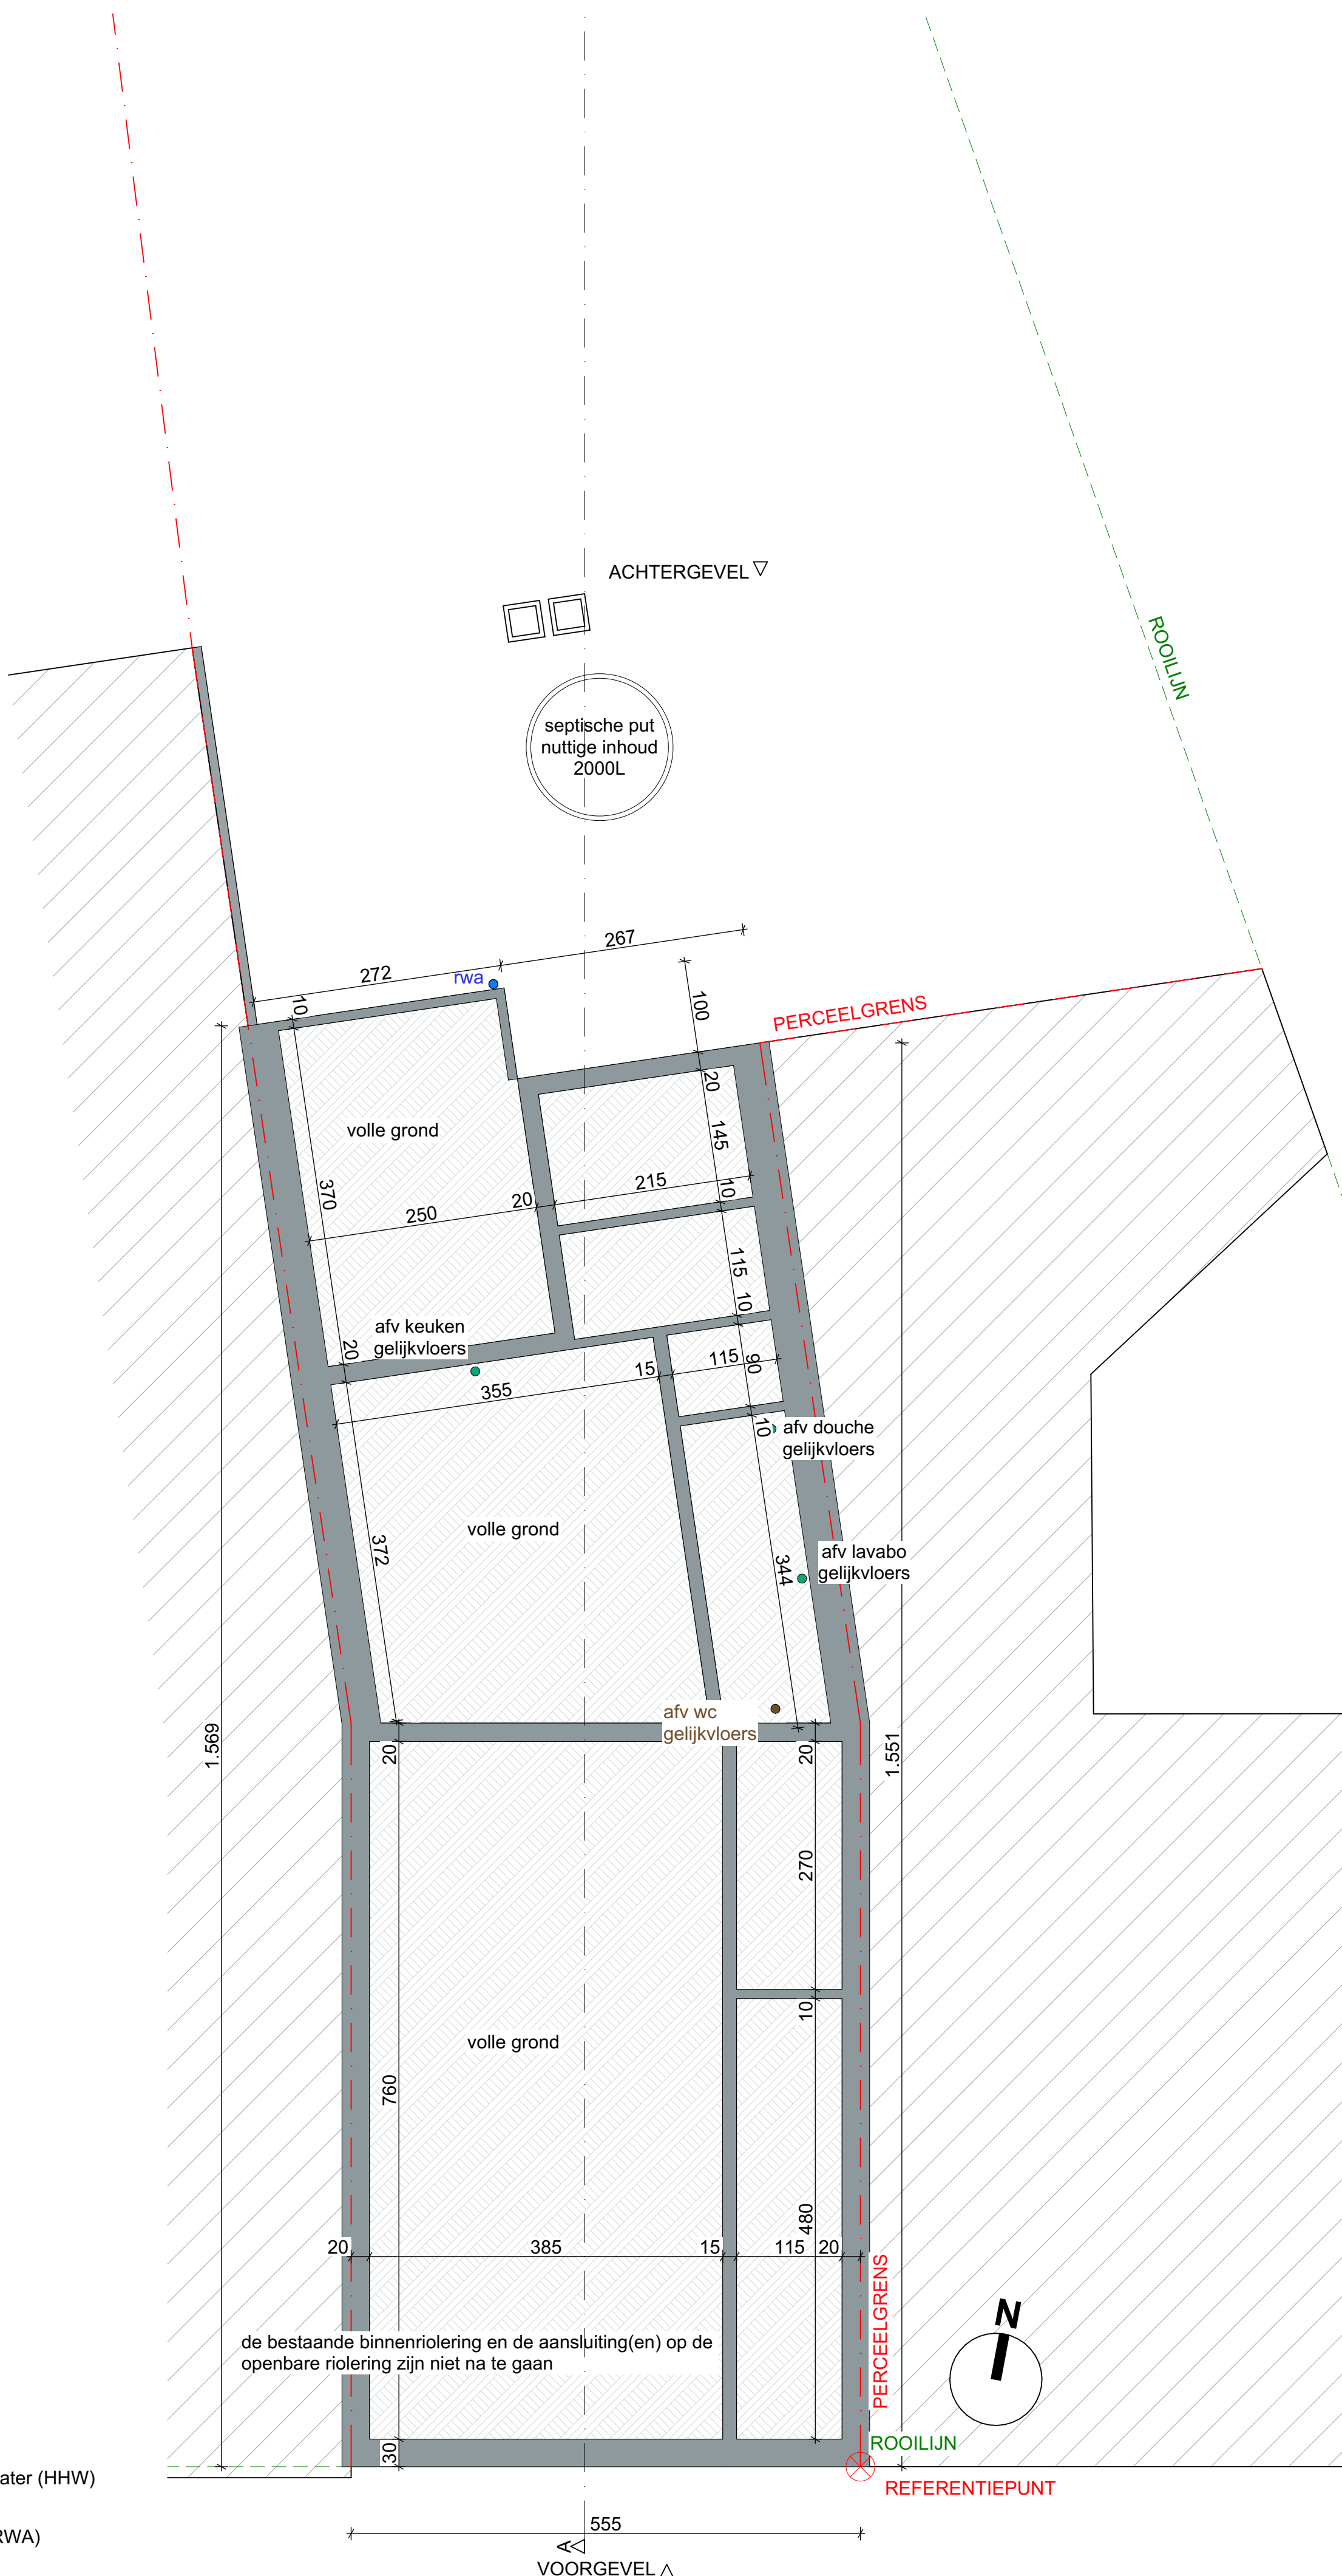 ACHTERGEVEL
ROOILIJN
septische put
nuttige inhoud
2000L
267
272
rwa
10
100
PERCEELGRENS
20
volle grond
145
370
215
10
20
250
115
10
afv keuken
gelijkvloers
20
115
90
15
355
10
afv douche
gelijkvloers
volle grond
372
afv lavabo
gelijkvloers
344
afv wc
gelijkvloers
1.569
20
20
1.551
270
10
volle grond
760
480
20
385
15
115
20
PERCEELGRENS
N
de bestaande binnenriolering en de aansluiting(en) op de
openbare riolering zijn niet na te gaan
30
ROOILIJN
ater (HHW)
REFERENTIEPUNT
555
RWA)
A
VOORGEVEL